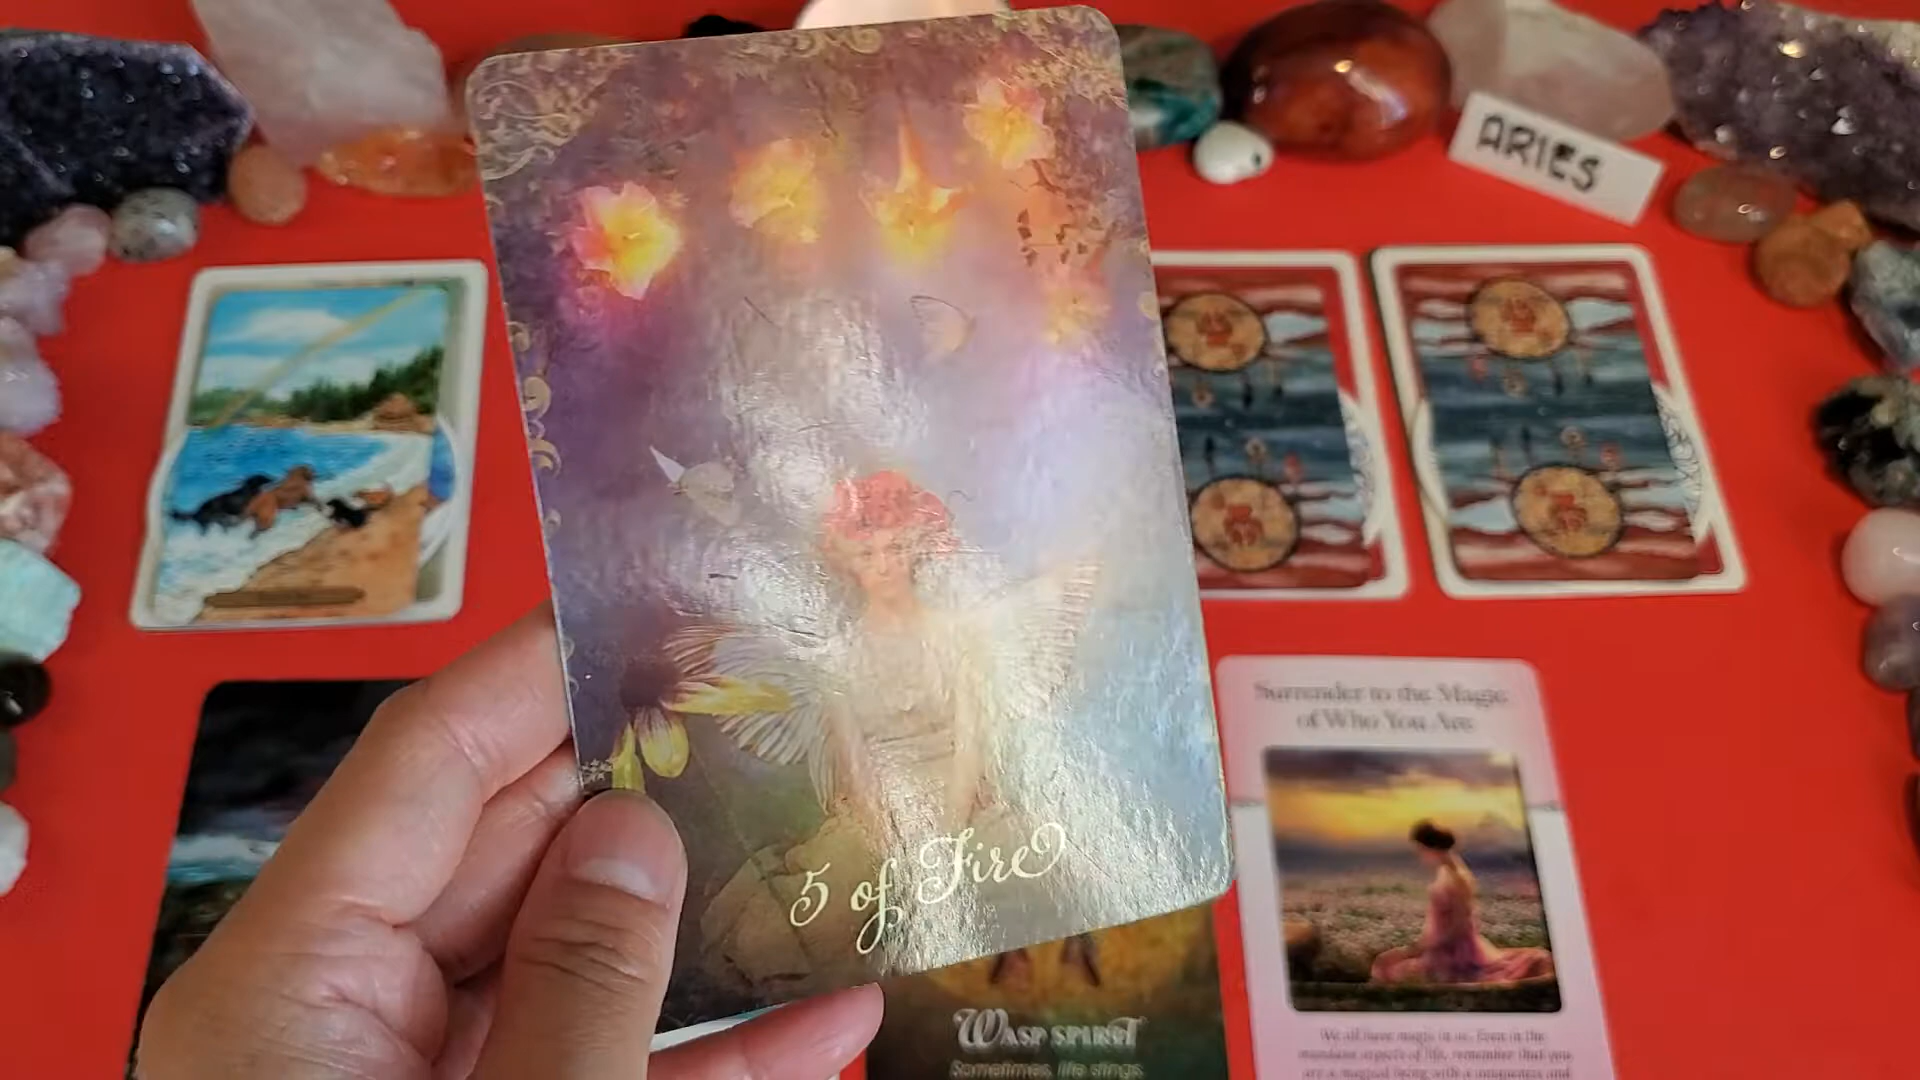 ARIES
5 of Fire
Surrender to the Magic
of Who You Are
WASP SPIRIT
Sometimes, life stings.
We all have magic in us. Even in the
mundane aspects of life, remember that you
are a magical being with a uniqueness and